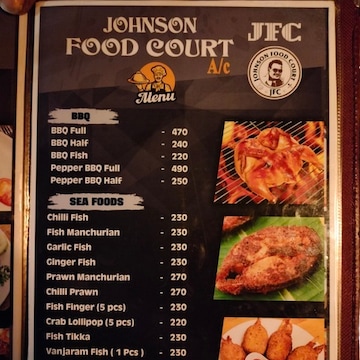 JOHNSON
FOOD COURT
A/c
JFC
JOHNSON FOOD COURT
JFC
Menu
BBQ
BBQ Full - 470
BBQ Half - 240
BBQ Fish - 220
Pepper BBQ Full - 490
Pepper BBQ Half - 250
SEA FOODS
Chilli Fish - 230
Fish Manchurian - 230
Garlic Fish - 230
Ginger Fish - 230
Prawn Manchurian - 270
Chilli Prawn - 270
Fish Finger (5 pcs) - 230
Crab Lollipop (5 pcs) - 220
Fish Tikka - 230
Vanjaram Fish ( 1 Pcs ) - 230